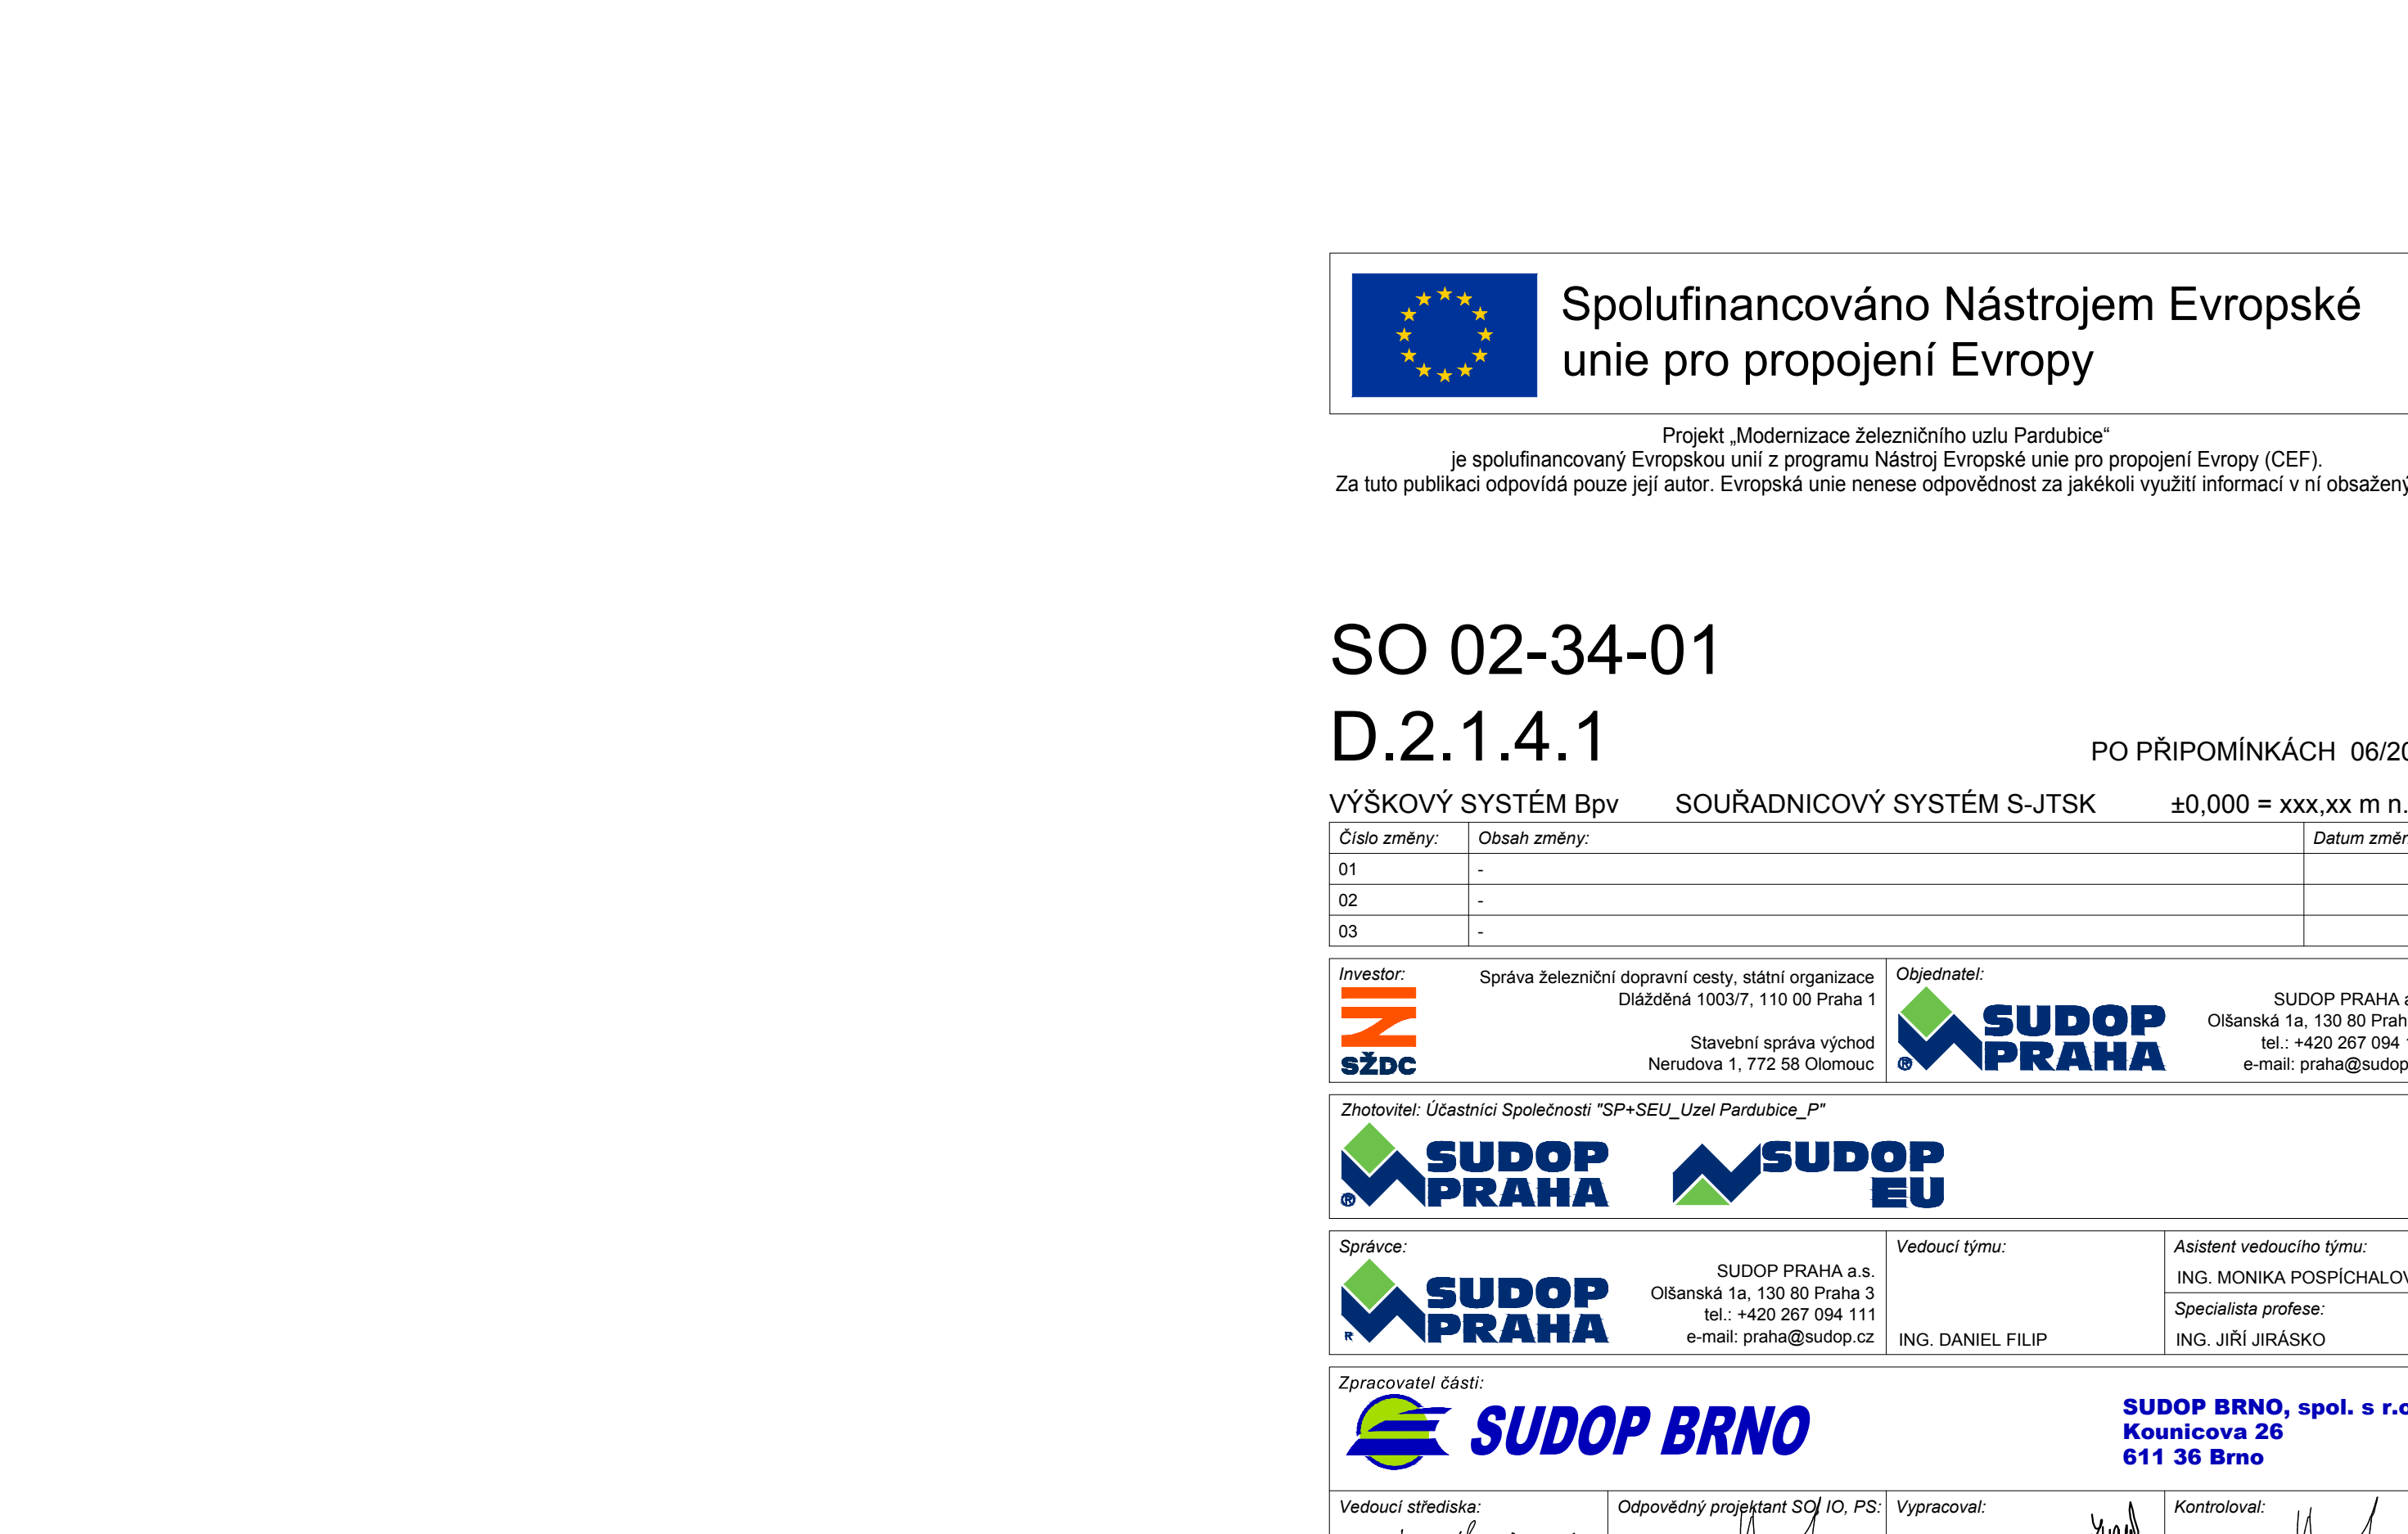 Spolufinancováno Nástrojem Evropské
unie pro propojení Evropy
Projekt „Modernizace železničního uzlu Pardubice“
je spolufinancovaný Evropskou unií z programu Nástroj Evropské unie pro propojení Evropy (CEF).
Za tuto publikaci odpovídá pouze její autor. Evropská unie nenese odpovědnost za jakékoli využití informací v ní
SO 02-34-01
D.2.1.4.1
PO PŘIPOMÍNKÁCH
VÝŠKOVÝ SYSTÉM Bpv SOUŘADNICOVÝ SYSTÉM S-JTSK ±0,000 = xxx,xx m n.
Číslo změny: Obsah změny: Datum
01 -
02 -
03 -
Investor:
SŽDC
Správa železniční dopravní cesty, státní organizace
Dlážděná 1003/7, 110 00 Praha 1
Stavební správa východ
Nerudova 1, 772 58 Olomouc
Objednatel:
SUDOP
PRAHA
®
SUDOP PRAHA
Olšanská 1a, 130 80
tel.: +420 267 094
e-mail:
Zhotovitel: Účastníci Společnosti "SP+SEU_Uzel Pardubice_P"
SUDOP
PRAHA
®
SUDOP
EU
Správce:
SUDOP
PRAHA
R
SUDOP PRAHA a.s.
Olšanská 1a, 130 80 Praha 3
tel.: +420 267 094 111
e-mail: praha@sudop.cz
Vedoucí týmu:
ING. DANIEL FILIP
Asistent vedoucího týmu:
ING. MONIKA
Specialista profese:
ING. JIŘÍ JIRÁSKO
Zpracovatel části:
SUDOP BRNO
SUDOP BRNO, spol. s
Kounicova 26
611 36 Brno
Vedoucí střediska: Odpovědný projektant SO, IO, PS: Vypracoval: Kontroloval: